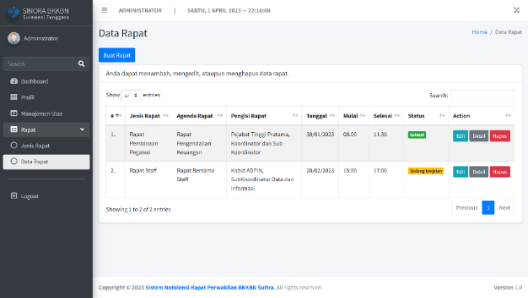 SINORA BKKBN
Sulawesi Tenggara
Administrator
Search
Dashboard
Profil
Manajemen User
Rapat
Jenis Rapat
Data Rapat
Logout
ADMINISTRATOR | SABTU, 1 APRIL 2023 — 22:16:08
Data Rapat
Home / Data Rapat
Buat Rapat
Anda dapat menambah, mengedit, ataupun menghapus data rapat.
Show entries
Search:
# Jenis Rapat Agenda Rapat Pengisi Rapat Tanggal Mulai Selesai Status Action
1. Rapat Pembinaan Pegawai Rapat Pengendalian Keuangan Pejabat Tinggi Pratama, Koordinator dan Sub Koordinator 30/01/2023 08:00 11:30 Selesai Edit Detail Hapus
2. Rapat Staff Rapat Bersama Staff Kabid ADPIN, SubKoordinator Data dan Informasi 20/02/2023 15:00 17:00 Sedang berjalan Edit Detail Hapus
Showing 1 to 2 of 2 entries
Previous 1 Next
Copyright © 2023 Sistem Notulensi Rapat Perwakilan BKKBN Sultra. All rights reserved.
Version 1.0